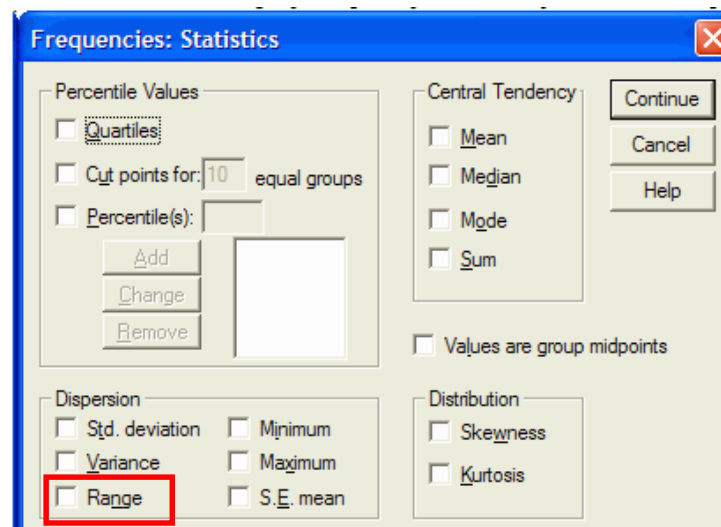 Frequencies: Statistics
Percentile Values
Quartiles
Cut points for: 10 equal groups
Percentile(s):
Add
Change
Remove
Central Tendency
Mean
Median
Mode
Sum
Continue
Cancel
Help
Values are group midpoints
Dispersion
Std. deviation
Minimum
Variance
Maximum
Range
S.E. mean
Distribution
Skewness
Kurtosis